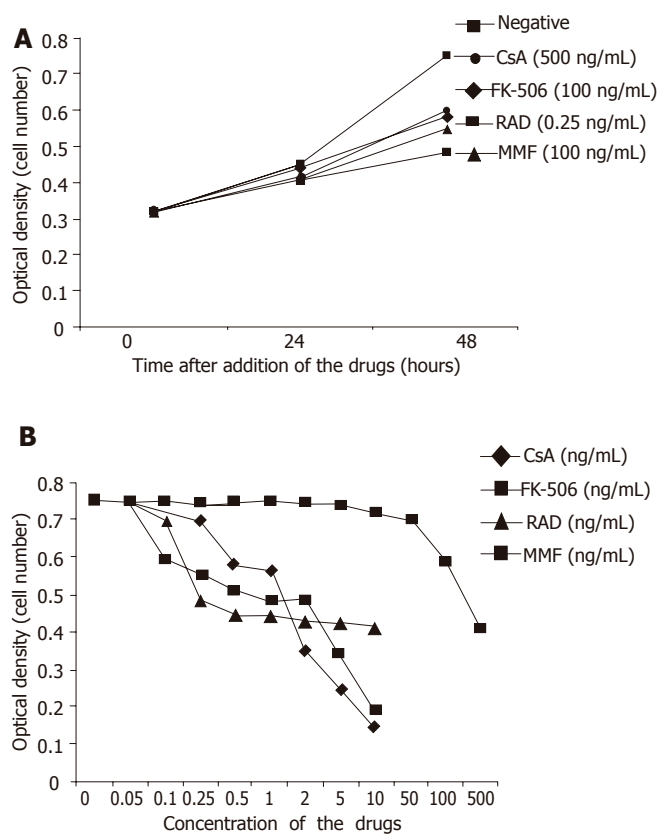 A
Optical density (cell number)
0.8
0.7
0.6
0.5
0.4
0.3
0.2
0.1
0
0 24 48
Time after addition of the drugs (hours)
Negative
CsA (500 ng/mL)
FK-506 (100 ng/mL)
RAD (0.25 ng/mL)
MMF (100 ng/mL)
B
Optical density (cell number)
0.8
0.7
0.6
0.5
0.4
0.3
0.2
0.1
0
0 0.05 0.1 0.25 0.5 1 2 5 10 50 100 500
Concentration of the drugs
CsA (ng/mL)
FK-506 (ng/mL)
RAD (ng/mL)
MMF (ng/mL)